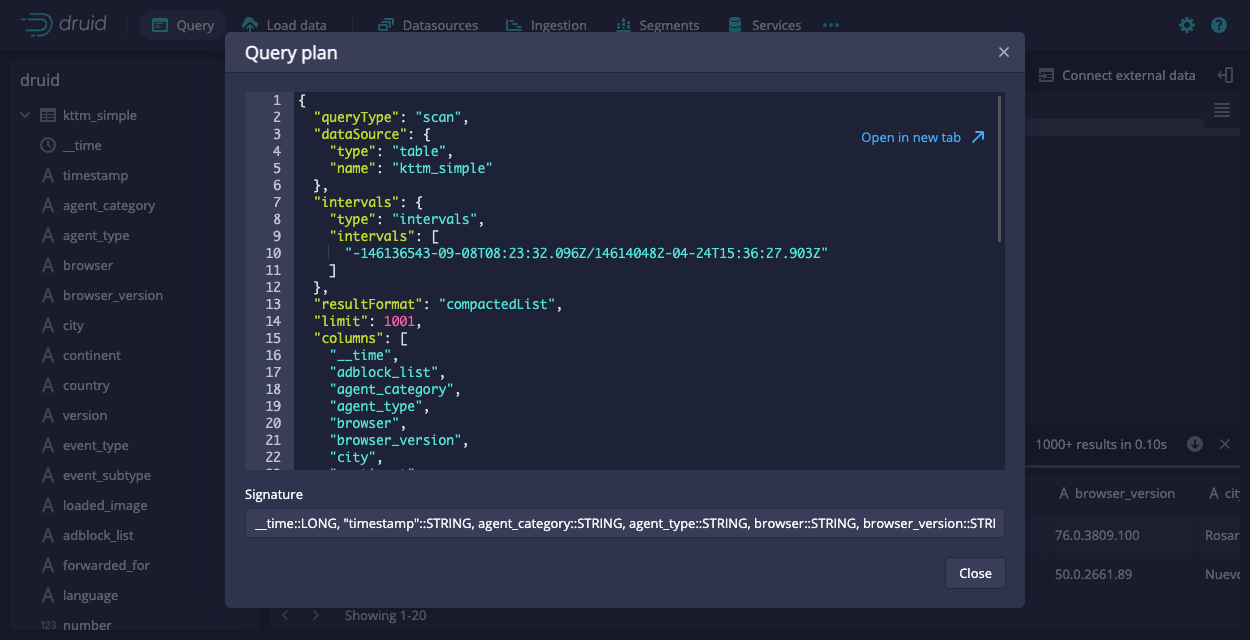 druid
Query
Load data
Datasources
Ingestion
Segments
Services
druid
kttm_simple
__time
timestamp
agent_category
agent_type
browser
browser_version
city
continent
country
version
event_type
event_subtype
loaded_image
adblock_list
forwarded_for
language
123 number
Query plan
Open in new tab
1 {
2 "queryType": "scan",
3 "dataSource": {
4 "type": "table",
5 "name": "kttm_simple"
6 },
7 "intervals": {
8 "type": "intervals",
9 "intervals": [
10 "-146136543-09-08T08:23:32.096Z/146140482-04-24T15:36:27.903Z"
11 ]
12 },
13 "resultFormat": "compactedList",
14 "limit": 1001,
15 "columns": [
16 "__time",
17 "adblock_list",
18 "agent_category",
19 "agent_type",
20 "browser",
21 "browser_version",
22 "city",
Signature
__time::LONG, "timestamp"::STRING, agent_category::STRING, agent_type::STRING, browser::STRING, browser_version::STRI
Close
Connect external data
1000+ results in 0.10s
A browser_version A cit
76.0.3809.100 Rosar
50.0.2661.89 Nuevo
Showing 1-20